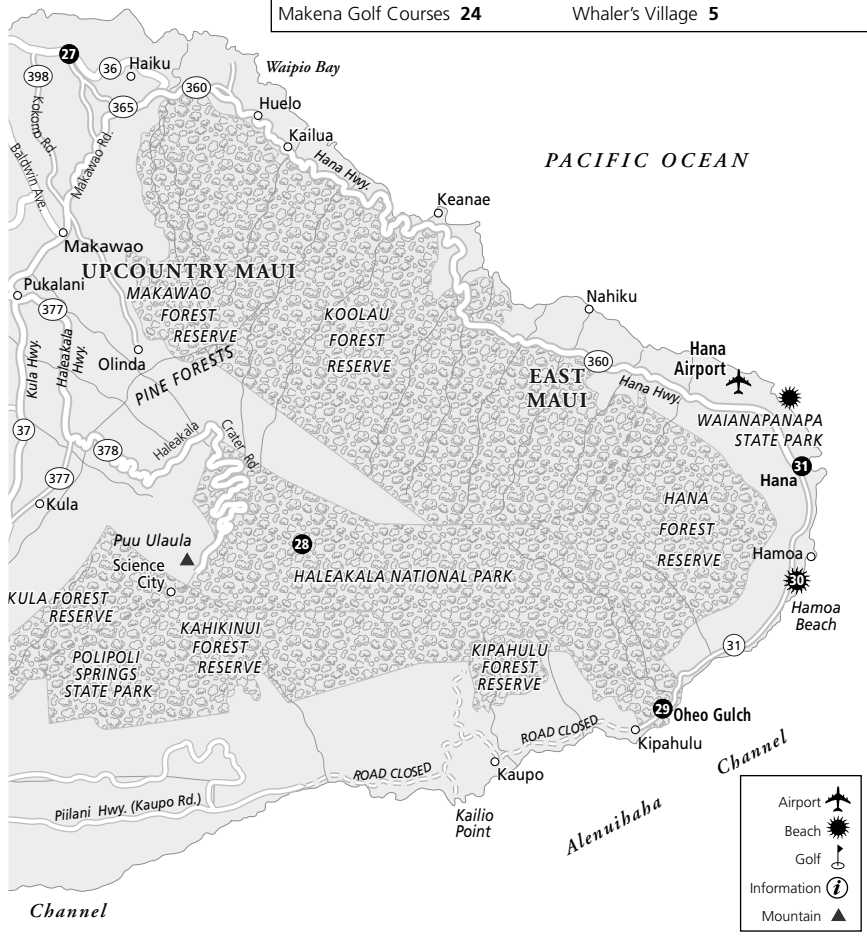 Makena Golf Courses 24
Whaler's Village 5
27
36
Haiku
398
Waipio Bay
360
365
Huelo
Kokomo Rd.
Kailua
Makawao Rd.
Baldwin Ave.
Hana Hwy.
PACIFIC OCEAN
Keanae
Makawao
UPCOUNTRY MAUI
Pukalani
MAKAWAO
FOREST
RESERVE
377
KOOLAU
FOREST
RESERVE
Nahiku
Kula Hwy.
Haleakala
Hwy.
Olinda
PINE FORESTS
360
Hana
Airport
EAST
MAUI
Hana Hwy.
WAIANAPANAPA
STATE PARK
37
378
Haleakala
Crater Rd.
31
Hana
377
Kula
HANA
FOREST
RESERVE
Puu Ulaula
28
Science
City
HALEAKALA NATIONAL PARK
Hamoa
30
Hamoa
Beach
KULA FOREST
RESERVE
KAHIKINUI
FOREST
RESERVE
POLIPOLI
SPRINGS
STATE PARK
KIPAHULU
FOREST
RESERVE
31
29
Oheo Gulch
ROAD CLOSED
Kipahulu
Channel
ROAD CLOSED
Kaupo
Piilani Hwy. (Kaupo Rd.)
Kailio
Point
Alenuihaha
Airport
Beach
Golf
Information i
Mountain
Channel